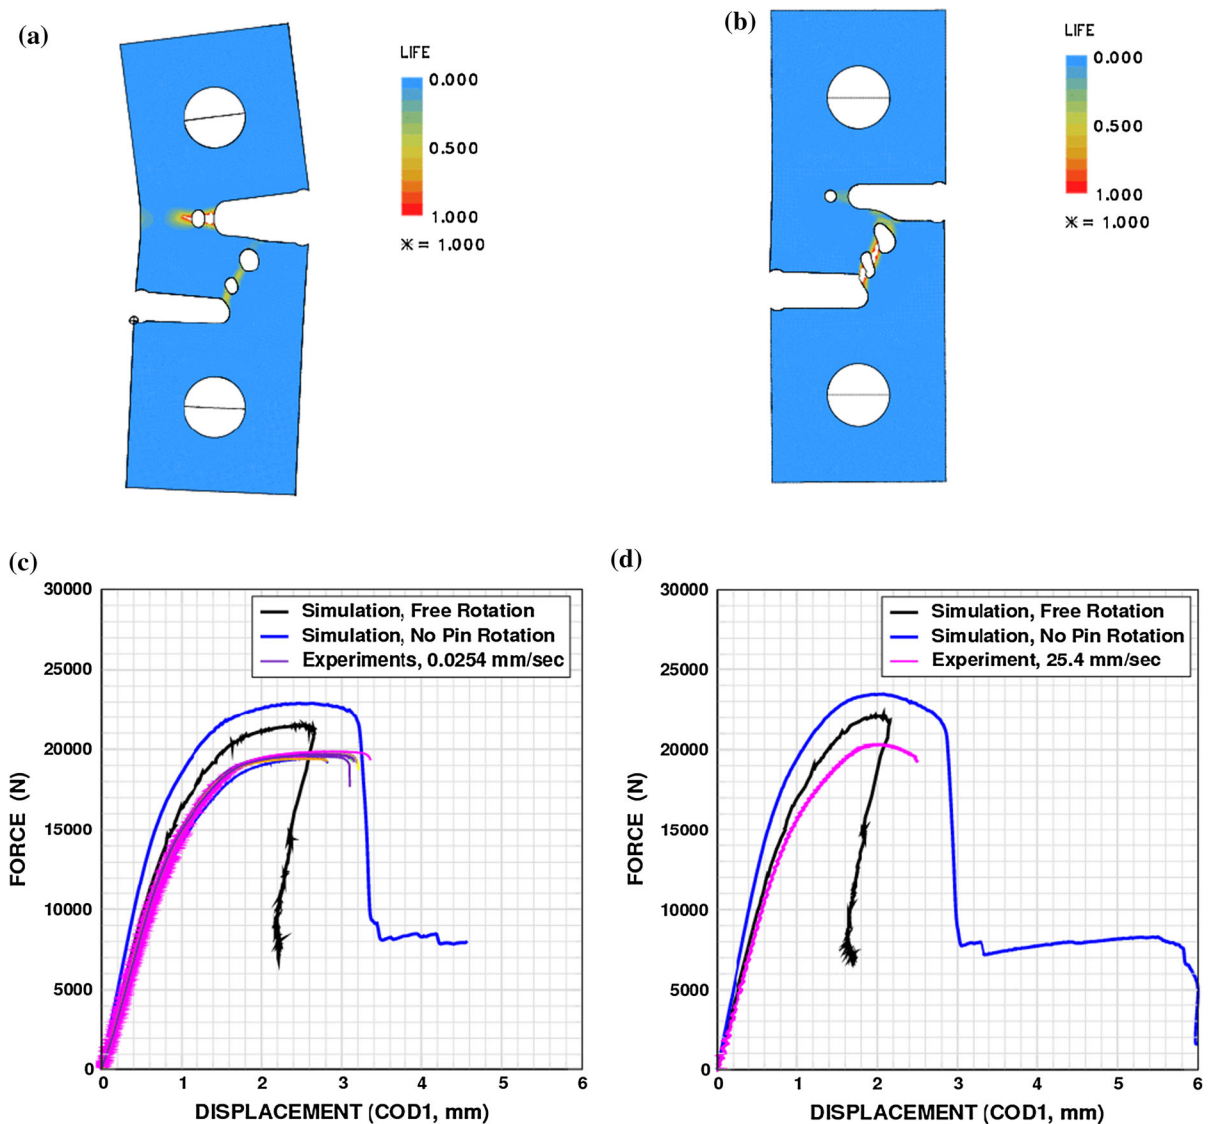 (a)
LIFE
0.000
0.500
1.000
* = 1.000
(b)
LIFE
0.000
0.500
1.000
* = 1.000
(c)
30000
25000
20000
15000
10000
5000
0
FORCE (N)
Simulation, Free Rotation
Simulation, No Pin Rotation
Experiments, 0.0254 mm/sec
0 1 2 3 4 5 6
DISPLACEMENT (COD1, mm)
(d)
30000
25000
20000
15000
10000
5000
0
FORCE (N)
Simulation, Free Rotation
Simulation, No Pin Rotation
Experiment, 25.4 mm/sec
0 1 2 3 4 5 6
DISPLACEMENT (COD1, mm)